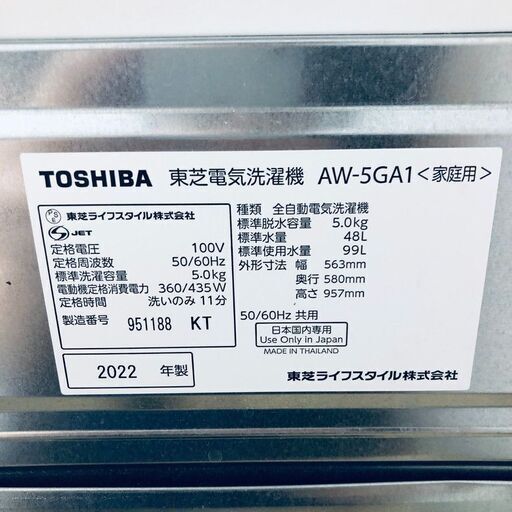 TOSHIBA 東芝電気洗濯機 AW-5GA1<家庭用>
東芝ライフスタイル株式会社
JET
定格電圧 100V
定格周波数 50/60Hz
標準洗濯容量 5.0kg
電動機定格消費電力 360/435W
定格時間 洗いのみ 11分
製造番号 951188 KT
2022 年製
種類 全自動電気洗濯機
標準脱水容量 5.0kg
標準水量 48L
標準使用水量 99L
外形寸法 幅 563mm
奥行 580mm
高さ 957mm
50/60Hz 共用
日本国内専用
Use Only in Japan
MADE IN THAILAND
東芝ライフスタイル株式会社